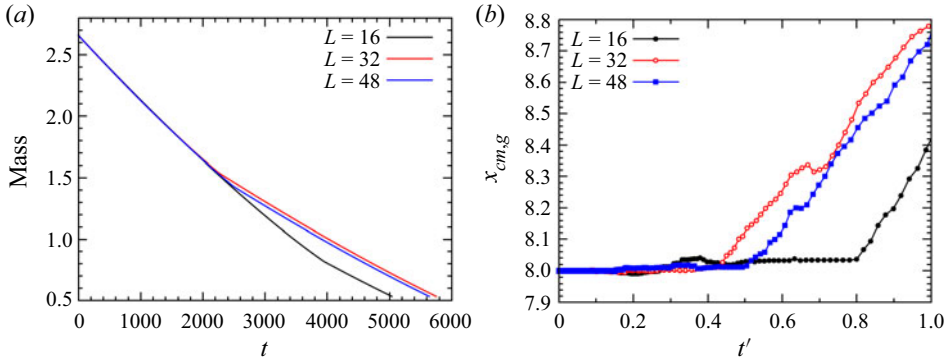 (a)
2.5
2.0
1.5
1.0
0.5
Mass
L = 16
L = 32
L = 48
0 1000 2000 3000 4000 5000 6000
t
(b)
8.8
8.7
8.6
8.5
8.4
8.3
8.2
8.1
8.0
7.9
x_{cm,g}
L = 16
L = 32
L = 48
0 0.2 0.4 0.6 0.8 1.0
t′